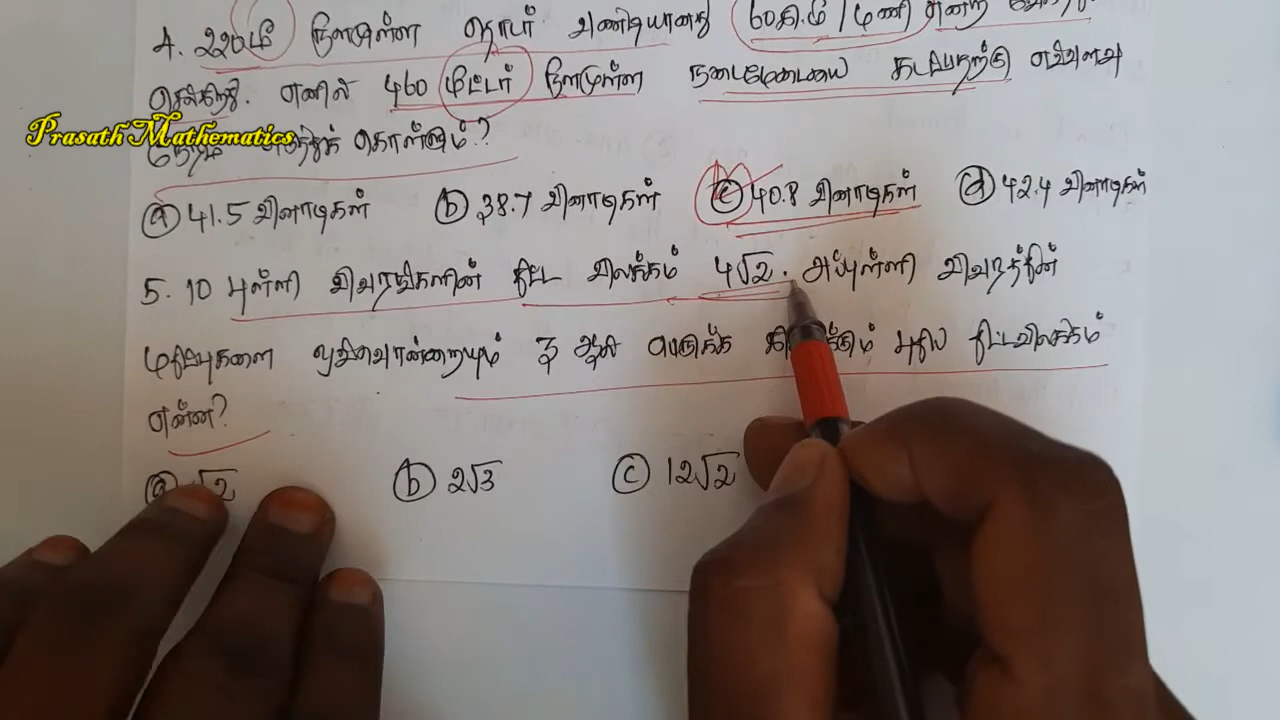 4. 220மீ நீளமுள்ள தொடர் வண்டியானது 60கி.மீ/மணி
செல்கிறது. எனில் 460 மீட்டர் நீளமுள்ள நடைமேடையை கடப்பதற்கு எவ்வளவு
Prasath Mathematics
கொள்ளும்?
(a) 41.5 வினாடிகள் (b) 38.7 வினாடிகள் (c) 40.8 வினாடிகள் (d) 42.4 வினாடிகள்
5. 10 புள்ளி விவரங்களின் திட்ட விலக்கம் 4√2. அப்புள்ளி விவரத்தின்
மதிப்புகளை ஒவ்வொன்றையும் 3 ஆல் பெருக்க புதிய திட்டவிலக்கம்
என்ன?
(b) 2√3 (c) 12√2